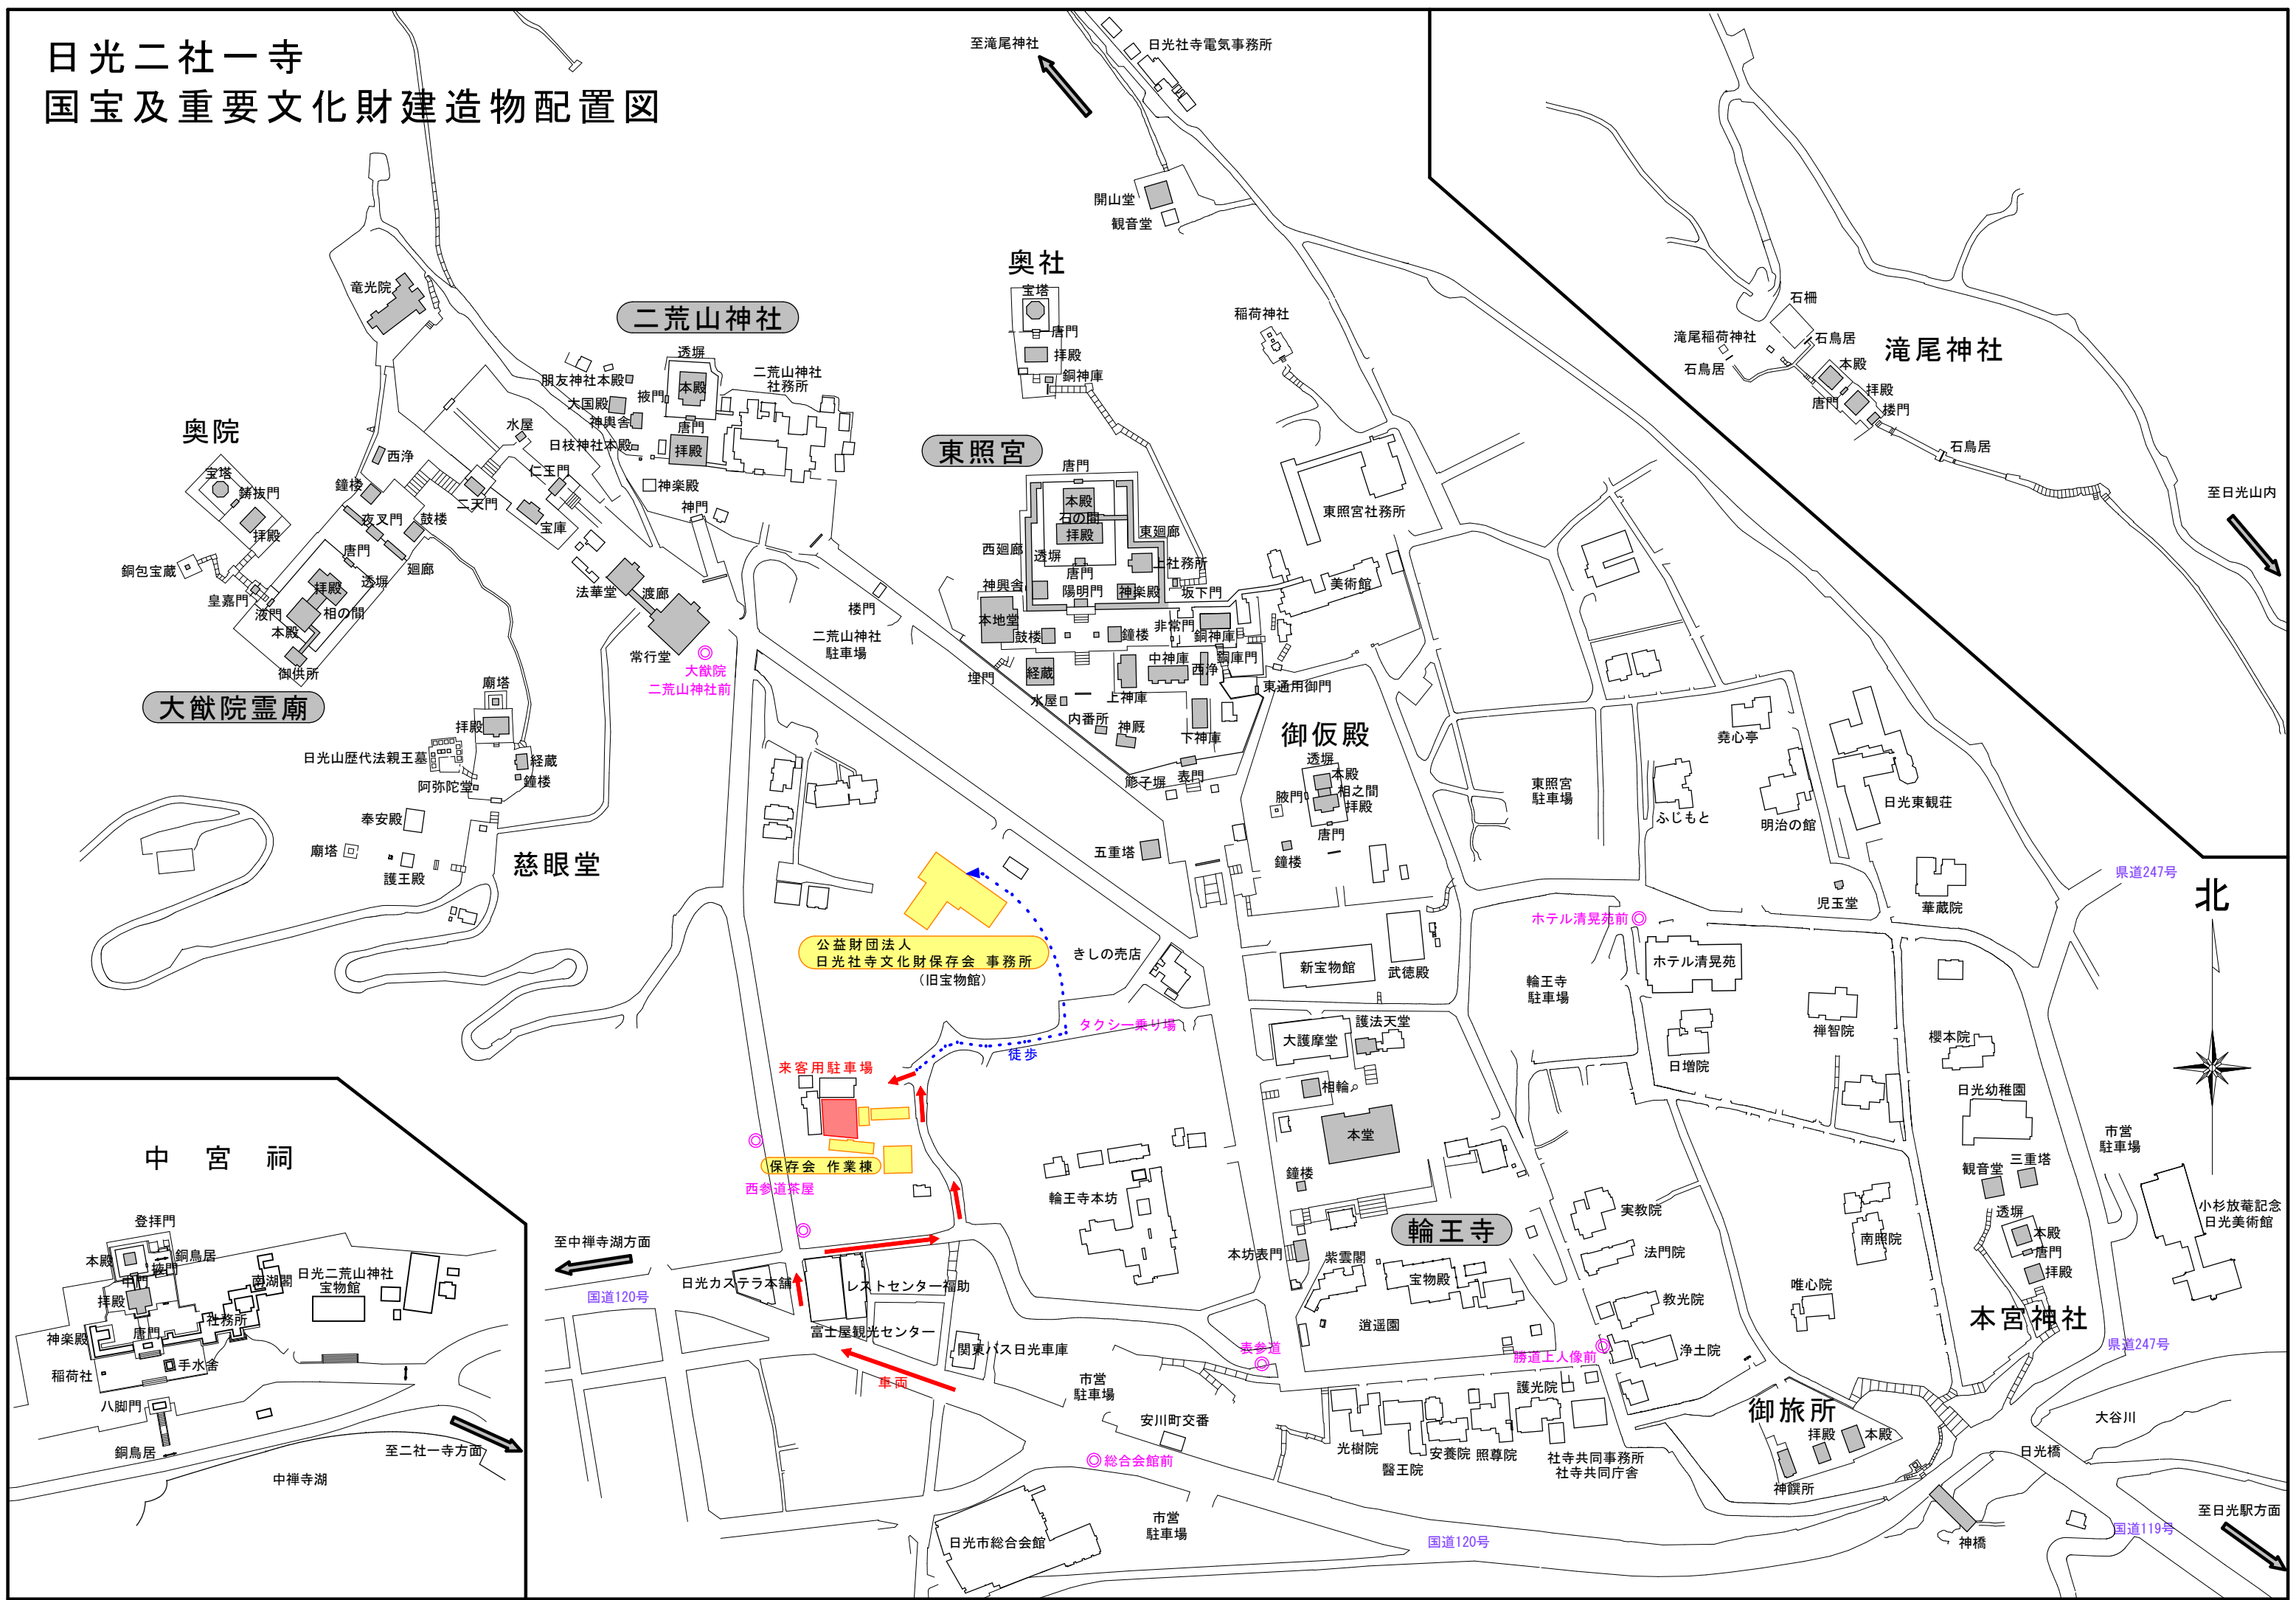 日光二社一寺
国宝及重要文化財建造物配置図
至滝尾神社
日光社寺電気事務所
開山堂
観音堂
奥社
宝塔
唐門
拝殿
銅神庫
稲荷神社
竜光院
二荒山神社
透塀
朋友神社本殿
本殿
二荒山神社
社務所
大国殿
掖門
神輿舎
唐門
日枝神社本殿
拝殿
神楽殿
神門
奥院
宝塔
鋳抜門
拝殿
銅包宝蔵
皇嘉門
西浄
水屋
鐘楼
仁王門
二天門
夜叉門
鼓楼
宝庫
唐門
廻廊
透塀
拝殿
相の間
本殿
御供所
大猷院霊廟
法華堂
渡廊
常行堂
大猷院
二荒山神社前
楼門
二荒山神社
駐車場
東照宮
唐門
本殿
石の間
拝殿
東廻廊
西廻廊
透塀
上社務所
唐門
神輿舎
陽明門
神楽殿
坂下門
本地堂
鼓楼
鐘楼
非常門
銅神庫
経蔵
中神庫
西浄
銅庫門
埋門
水屋
上神庫
東通用御門
内番所
神厩
下神庫
表門
東照宮社務所
美術館
御仮殿
透塀
本殿
相之間
拝殿
腋門
唐門
鐘楼
五重塔
東照宮
駐車場
堯心亭
ふじもと
明治の館
日光東観荘
児玉堂
華蔵院
県道247号
北
滝尾神社
石柵
滝尾稲荷神社
石鳥居
石鳥居
本殿
拝殿
唐門
楼門
石鳥居
至日光山内
廟塔
拝殿
日光山歴代法親王墓
経蔵
阿弥陀堂
鐘楼
奉安殿
廟塔
護王殿
慈眼堂
公益財団法人
日光社寺文化財保存会 事務所
(旧宝物館)
きしの売店
タクシー乗り場
徒歩
来客用駐車場
保存会 作業棟
西参道茶屋
新宝物館
武徳殿
ホテル清晃苑前
ホテル清晃苑
輪王寺
駐車場
大護摩堂
護法天堂
相輪
本堂
鐘楼
輪王寺
本坊表門
紫雲閣
宝物殿
逍遥園
輪王寺本坊
日増院
禅智院
櫻本院
日光幼稚園
市営
駐車場
観音堂
三重塔
透塀
本殿
唐門
拝殿
本宮神社
小杉放菴記念
日光美術館
南照院
唯心院
実教院
法門院
教光院
浄土院
表参道
勝道上人像前
護光院
光樹院
醫王院
安養院
照尊院
社寺共同事務所
社寺共同庁舎
御旅所
拝殿
本殿
神饌所
県道247号
大谷川
日光橋
神橋
至日光駅方面
国道119号
国道120号
至中禅寺湖方面
国道120号
日光カステラ本舗
レストセンター福助
富士屋観光センター
関東バス日光車庫
車両
市営
駐車場
安川町交番
総合会館前
市営
駐車場
日光市総合会館
中宮祠
登拝門
本殿
銅鳥居
掖門
中門
拝殿
南湖閣
日光二荒山神社
宝物館
神楽殿
唐門
社務所
稲荷社
手水舎
八脚門
銅鳥居
至二社一寺方面
中禅寺湖